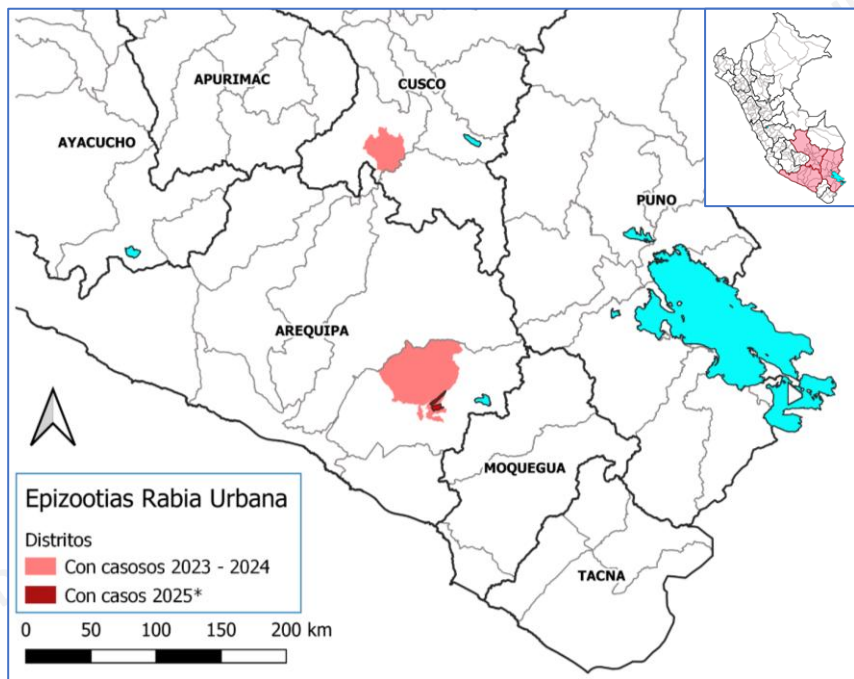 APURIMAC
CUSCO
AYACUCHO
PUNO
AREQUIPA
MOQUEGUA
TACNA
Epizootias Rabia Urbana
Distritos
Con casosos 2023 - 2024
Con casos 2025*
0 50 100 150 200 km